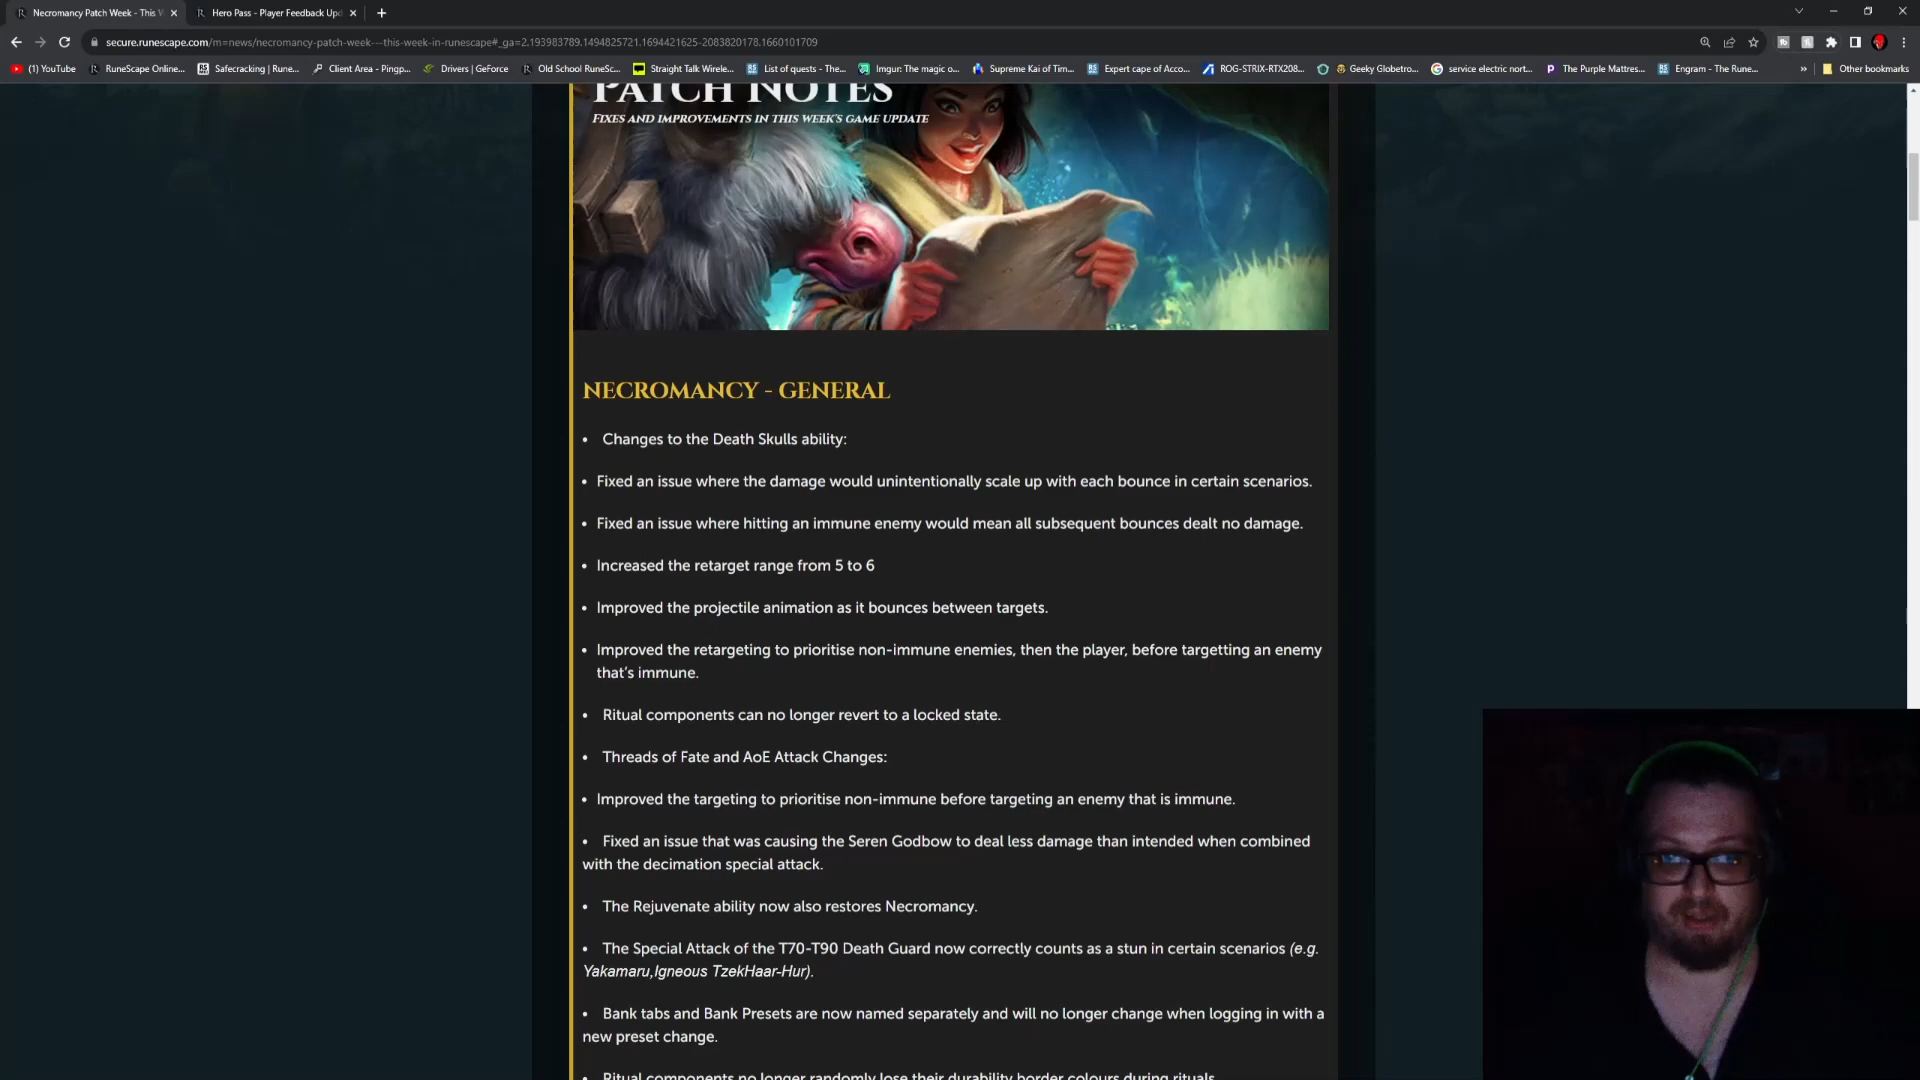 Necromancy Patch Week - This W
Hero Pass - Player Feedback Upd
secure.runescape.com/m=news/necromancy-patch-week---this-week-in-runescape#_ga=2.193983789.1494825721.1694421625-2083820178.1660101709
(1) YouTube
RuneScape Online...
Safecracking | Rune...
Client Area - Pingp...
Drivers | GeForce
Old School RuneSc...
Straight Talk Wirele...
List of quests - The...
Imgur: The magic o...
Supreme Kai of Tim...
Expert cape of Acco...
ROG-STRIX-RTX208...
Geeky Globetro...
service electric nort...
The Purple Mattres...
Engram - The Rune...
»
Other bookmarks
PATCH NOTES
FIXES AND IMPROVEMENTS IN THIS WEEK'S GAME UPDATE
NECROMANCY - GENERAL
• Changes to the Death Skulls ability:
• Fixed an issue where the damage would unintentionally scale up with each bounce in certain scenarios.
• Fixed an issue where hitting an immune enemy would mean all subsequent bounces dealt no damage.
• Increased the retarget range from 5 to 6
• Improved the projectile animation as it bounces between targets.
• Improved the retargeting to prioritise non-immune enemies, then the player, before targetting an enemy
that's immune.
• Ritual components can no longer revert to a locked state.
• Threads of Fate and AoE Attack Changes:
• Improved the targeting to prioritise non-immune before targeting an enemy that is immune.
• Fixed an issue that was causing the Seren Godbow to deal less damage than intended when combined
with the decimation special attack.
• The Rejuvenate ability now also restores Necromancy.
• The Special Attack of the T70-T90 Death Guard now correctly counts as a stun in certain scenarios (e.g.
Yakamaru,Igneous TzekHaar-Hur).
• Bank tabs and Bank Presets are now named separately and will no longer change when logging in with a
new preset change.
• Ritual components no longer randomly lose their durability border colours during rituals.